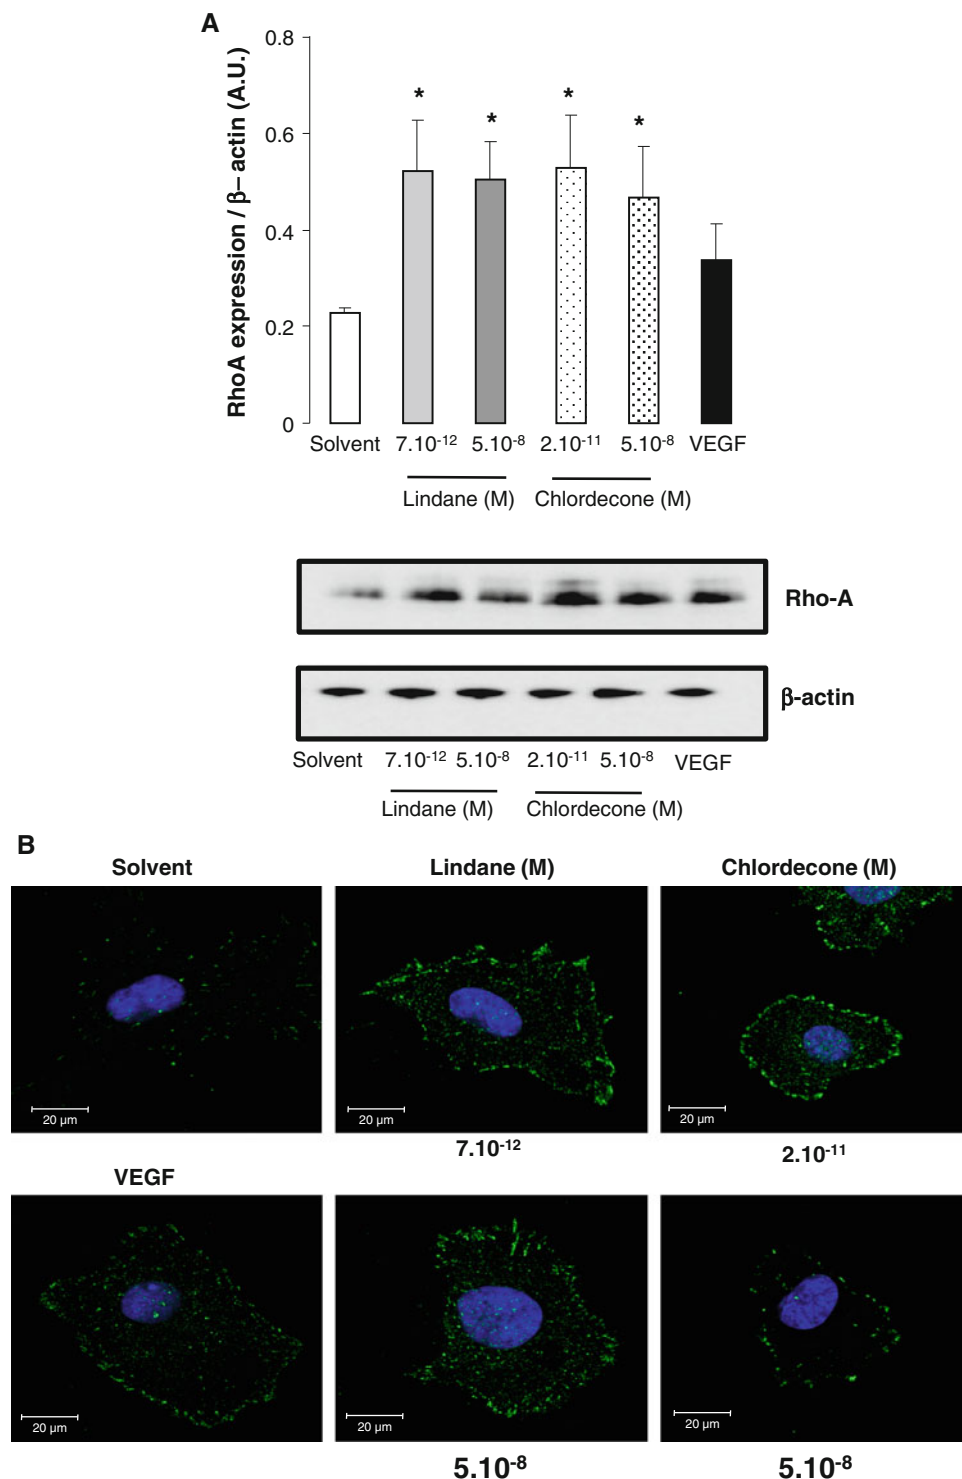 A
RhoA expression / β– actin (A.U.)
0.8
0.6
0.4
0.2
0
* * * *
Solvent 7.10⁻¹² 5.10⁻⁸ 2.10⁻¹¹ 5.10⁻⁸ VEGF
Lindane (M) Chlordecone (M)
Rho-A
β-actin
Solvent 7.10⁻¹² 5.10⁻⁸ 2.10⁻¹¹ 5.10⁻⁸ VEGF
Lindane (M) Chlordecone (M)
B
Solvent Lindane (M) Chlordecone (M)
20 µm 20 µm 20 µm
7.10⁻¹² 2.10⁻¹¹
VEGF
20 µm 20 µm 20 µm
5.10⁻⁸ 5.10⁻⁸